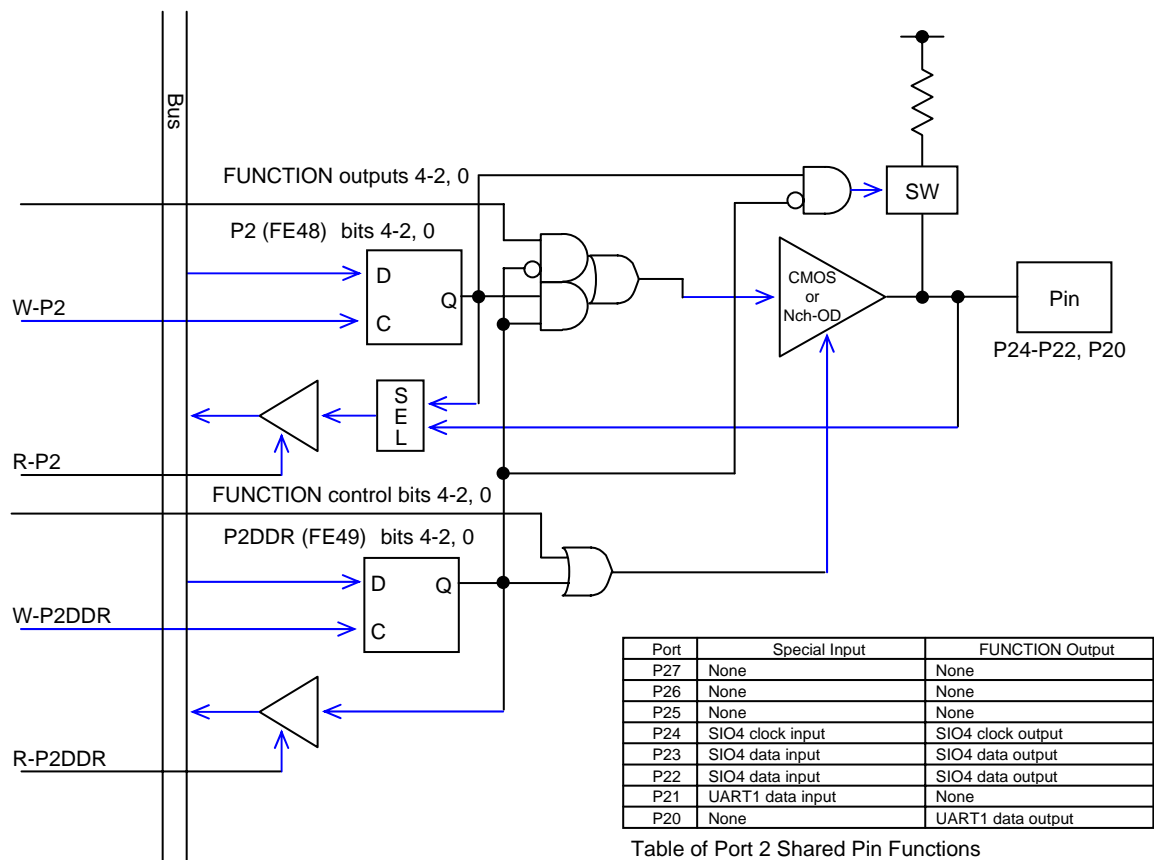 Bus
FUNCTION outputs 4-2, 0
SW
P2 (FE48) bits 4-2, 0
D
Q
C
W-P2
CMOS
or
Nch-OD
Pin
P24-P22, P20
S
E
L
R-P2
FUNCTION control bits 4-2, 0
P2DDR (FE49) bits 4-2, 0
D
Q
C
W-P2DDR
R-P2DDR
Port Special Input FUNCTION Output
P27 None None
P26 None None
P25 None None
P24 SIO4 clock input SIO4 clock output
P23 SIO4 data input SIO4 data output
P22 SIO4 data input SIO4 data output
P21 UART1 data input None
P20 None UART1 data output
Table of Port 2 Shared Pin Functions